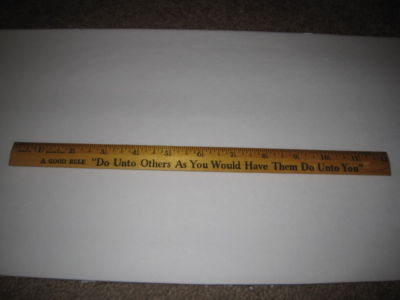 A GOOD RULE "Do Unto Others As You Would Have Them Do Unto You"